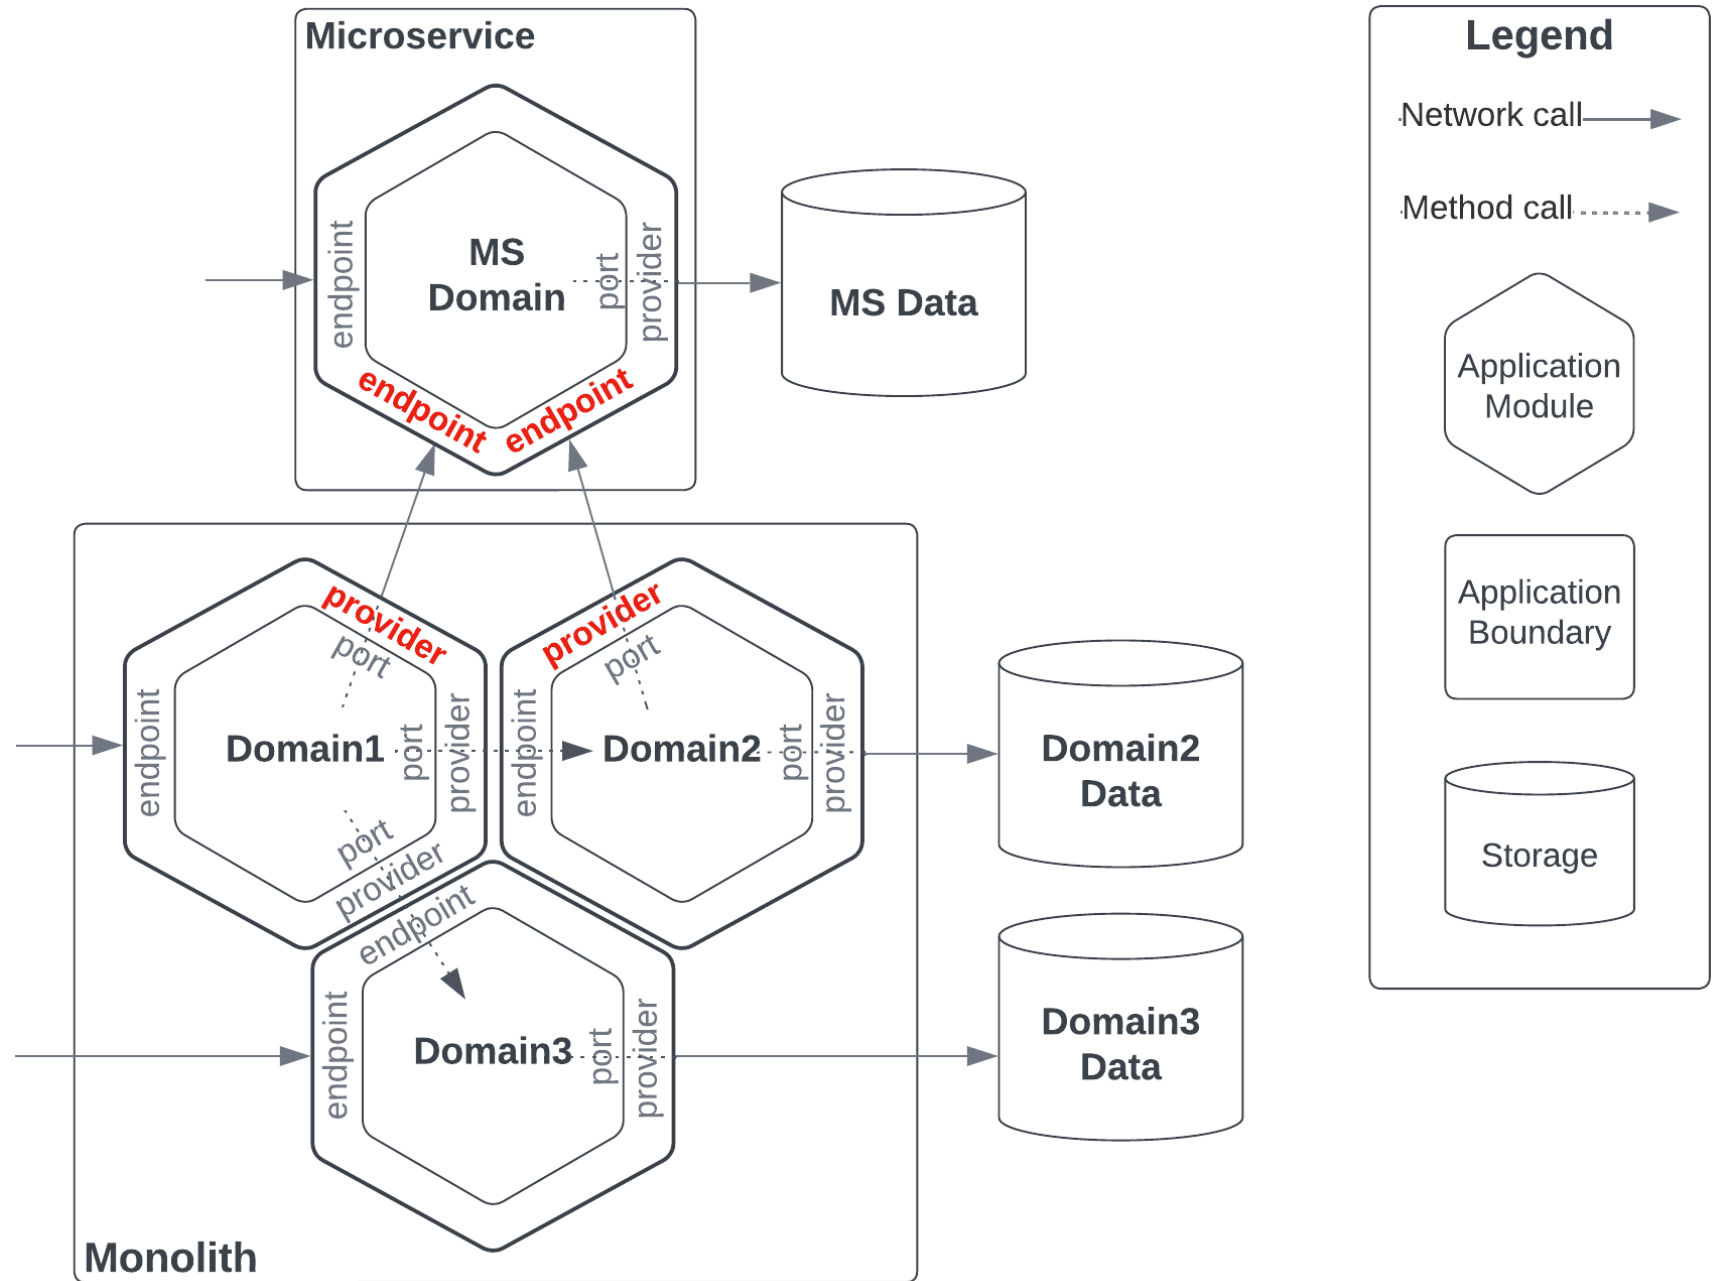 Microservice
endpoint
MS
Domain
port
provider
endpoint
endpoint
MS Data
provider
port
endpoint
Domain1
port
provider
port
provider
provider
port
endpoint
Domain2
port
provider
Domain2
Data
endpoint
endpoint
Domain3
port
provider
Domain3
Data
Monolith
Legend
Network call
Method call
Application
Module
Application
Boundary
Storage